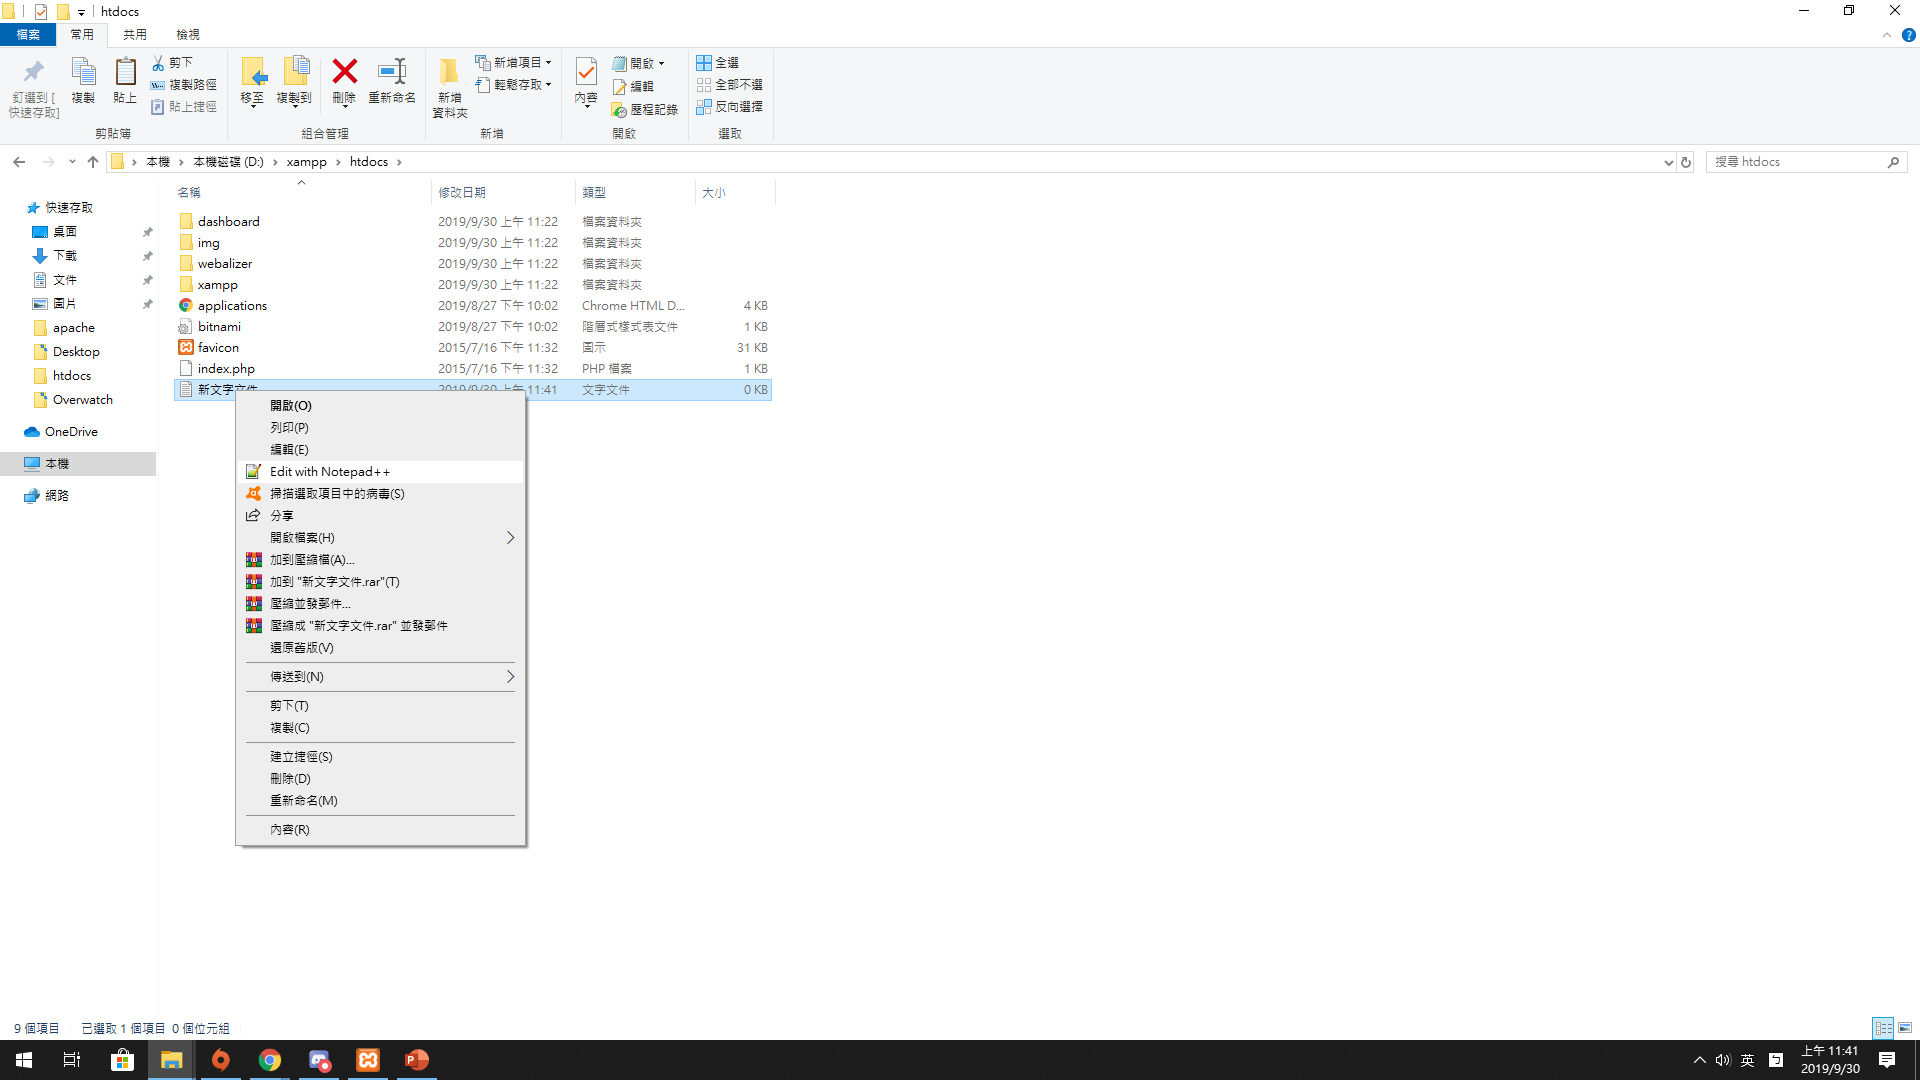 htdocs
檔案 常用 共用 檢視
釘選到 [快速存取]
複製
貼上
剪下
複製路徑
貼上捷徑
剪貼簿
移至
複製到
刪除
重新命名
組合管理
新增資料夾
新增項目
輕鬆存取
新增
內容
開啟
編輯
歷程記錄
開啟
全選
全部不選
反向選擇
選取
本機 本機磁碟 (D:) xampp htdocs
搜尋 htdocs
快速存取
桌面
下載
文件
圖片
apache
Desktop
htdocs
Overwatch
OneDrive
本機
網路
名稱 修改日期 類型 大小
dashboard 2019/9/30 上午 11:22 檔案資料夾
img 2019/9/30 上午 11:22 檔案資料夾
webalizer 2019/9/30 上午 11:22 檔案資料夾
xampp 2019/9/30 上午 11:22 檔案資料夾
applications 2019/8/27 下午 10:02 Chrome HTML D... 4 KB
bitnami 2019/8/27 下午 10:02 階層式樣式表文件 1 KB
favicon 2015/7/16 下午 11:32 圖示 31 KB
index.php 2015/7/16 下午 11:32 PHP 檔案 1 KB
新文字文件 2019/9/30 上午 11:41 文字文件 0 KB
開啟(O)
列印(P)
編輯(E)
Edit with Notepad++
掃描選取項目中的病毒(S)
分享
開啟檔案(H)
加到壓縮檔(A)...
加到 "新文字文件.rar"(T)
壓縮並發郵件...
壓縮成 "新文字文件.rar" 並發郵件
還原舊版(V)
傳送到(N)
剪下(T)
複製(C)
建立捷徑(S)
刪除(D)
重新命名(M)
內容(R)
9 個項目 已選取 1 個項目 0 個位元組
英
上午 11:41
2019/9/30